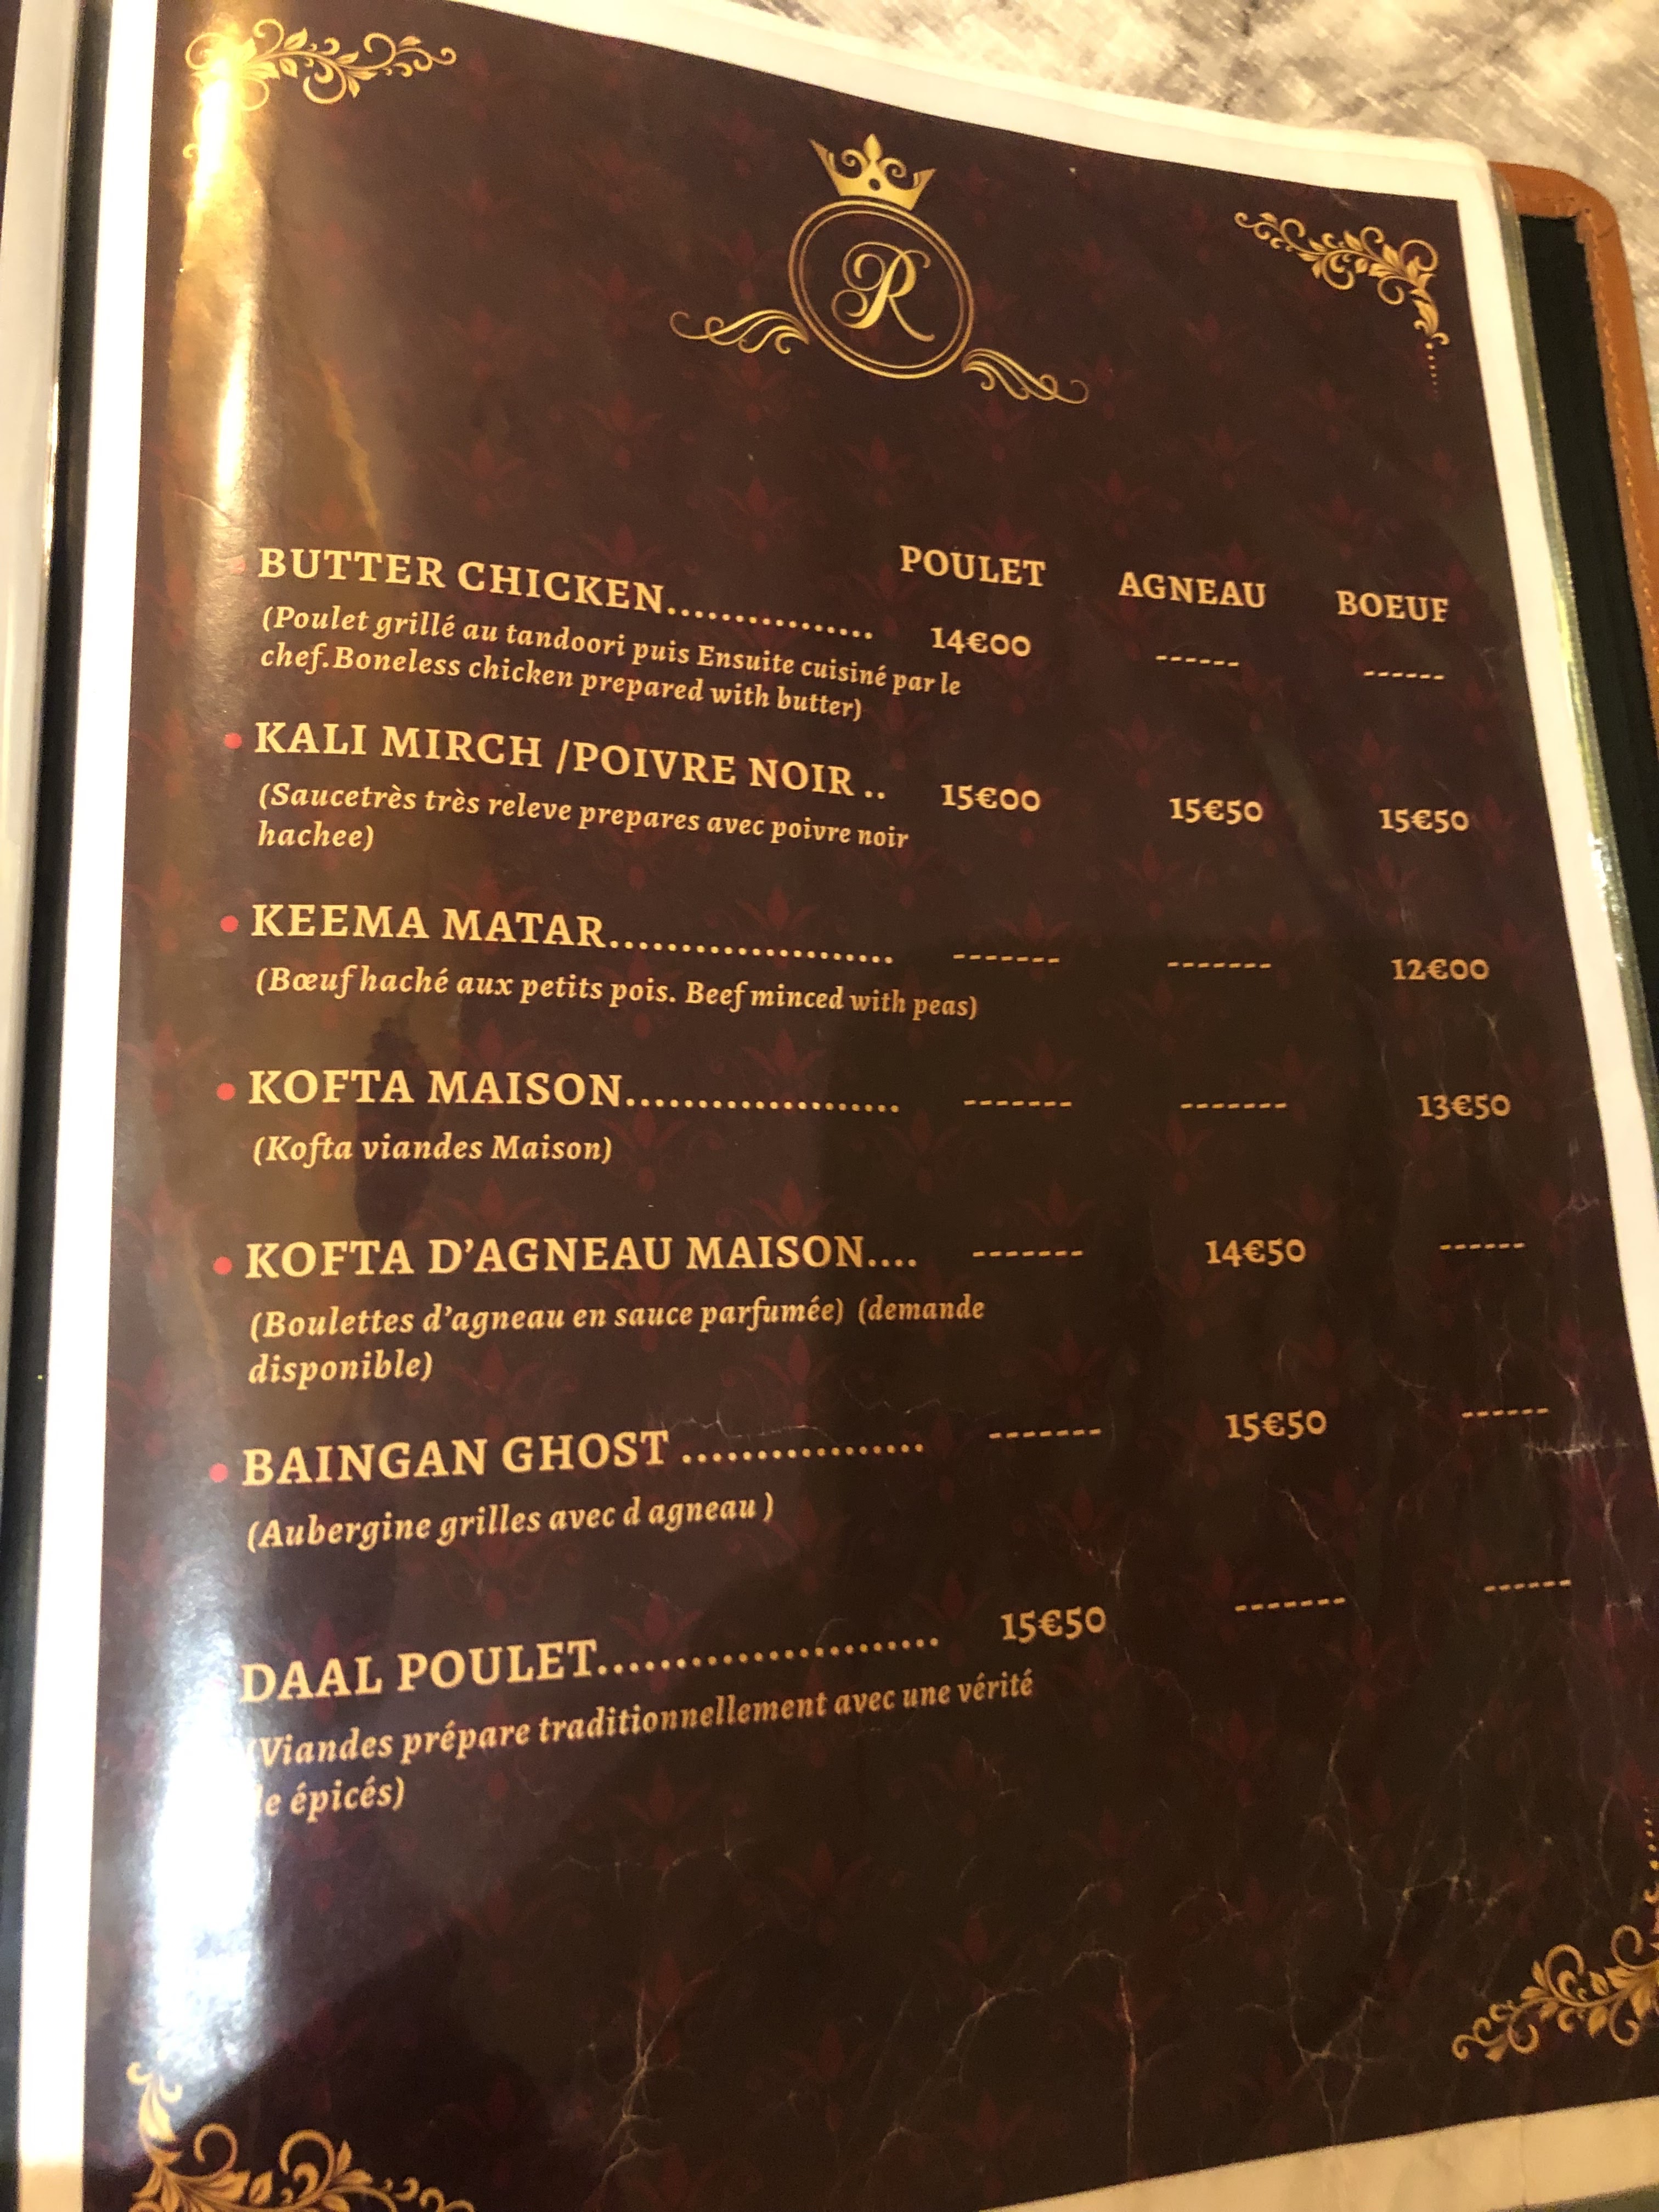 R
POULET AGNEAU BOEUF
BUTTER CHICKEN............... 14€00 ------ ------
(Poulet grillé au tandoori puis Ensuite cuisiné par le
chef.Boneless chicken prepared with butter)
KALI MIRCH /POIVRE NOIR .. 15€00 15€50 15€50
(Saucetrès très releve prepares avec poivre noir
hachee)
KEEMA MATAR.................... ------- ------- 12€00
(Bœuf haché aux petits pois. Beef minced with peas)
KOFTA MAISON................... ------- ------- 13€50
(Kofta viandes Maison)
KOFTA D'AGNEAU MAISON.... ------- 14€50 ------
(Boulettes d'agneau en sauce parfumée) (demande
disponible)
BAINGAN GHOST ................. ------- 15€50 ------
(Aubergine grilles avec d agneau )
DAAL POULET....................... 15€50 ------- ------
(Viandes prépare traditionnellement avec une vérité
épicés)